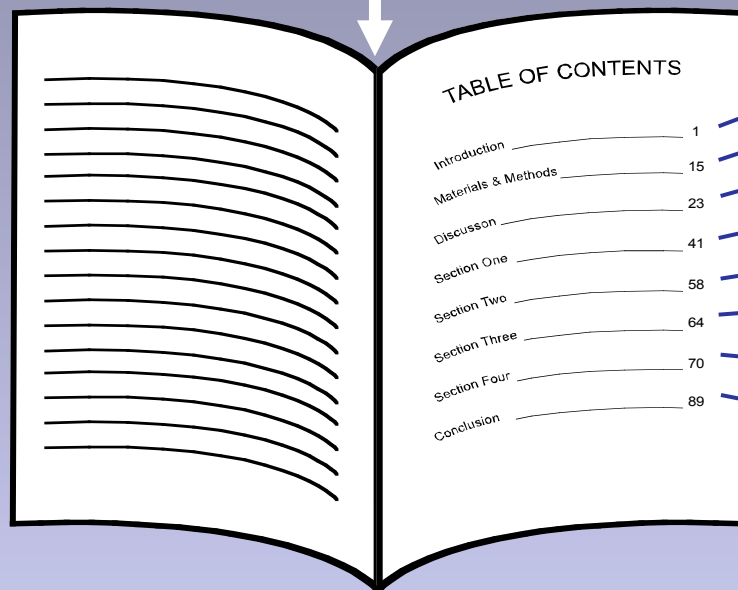 TABLE OF CONTENTS
Introduction 1
Materials & Methods 15
Discusson 23
Section One 41
Section Two 58
Section Three 64
Section Four 70
Conclusion 89